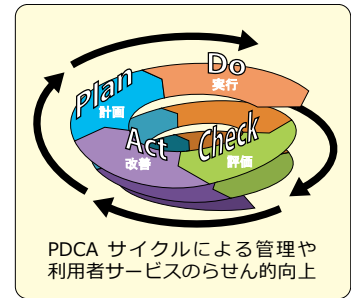 Plan
計画
Do
実行
Check
評価
Act
改善
PDCA サイクルによる管理や
利用者サービスのらせん的向上